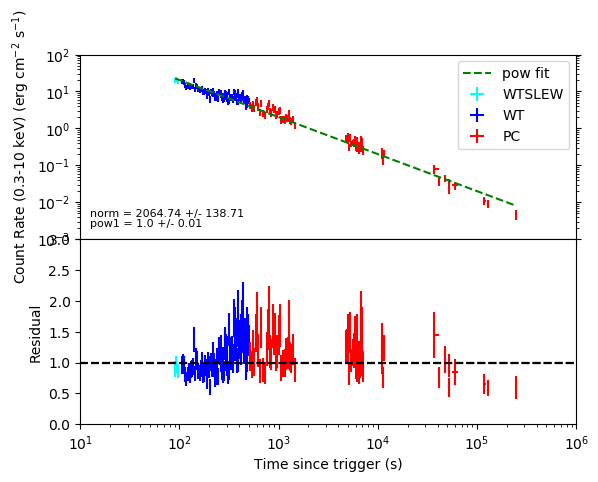 Count Rate (0.3-10 keV) (erg cm⁻² s⁻¹)
10²
10¹
10⁰
10⁻¹
10⁻²
10⁻³
pow fit
WTSLEW
WT
PC
norm = 2064.74 +/- 138.71
pow1 = 1.0 +/- 0.01
Residual
3.0
2.5
2.0
1.5
1.0
0.5
0.0
10¹ 10² 10³ 10⁴ 10⁵ 10⁶
Time since trigger (s)